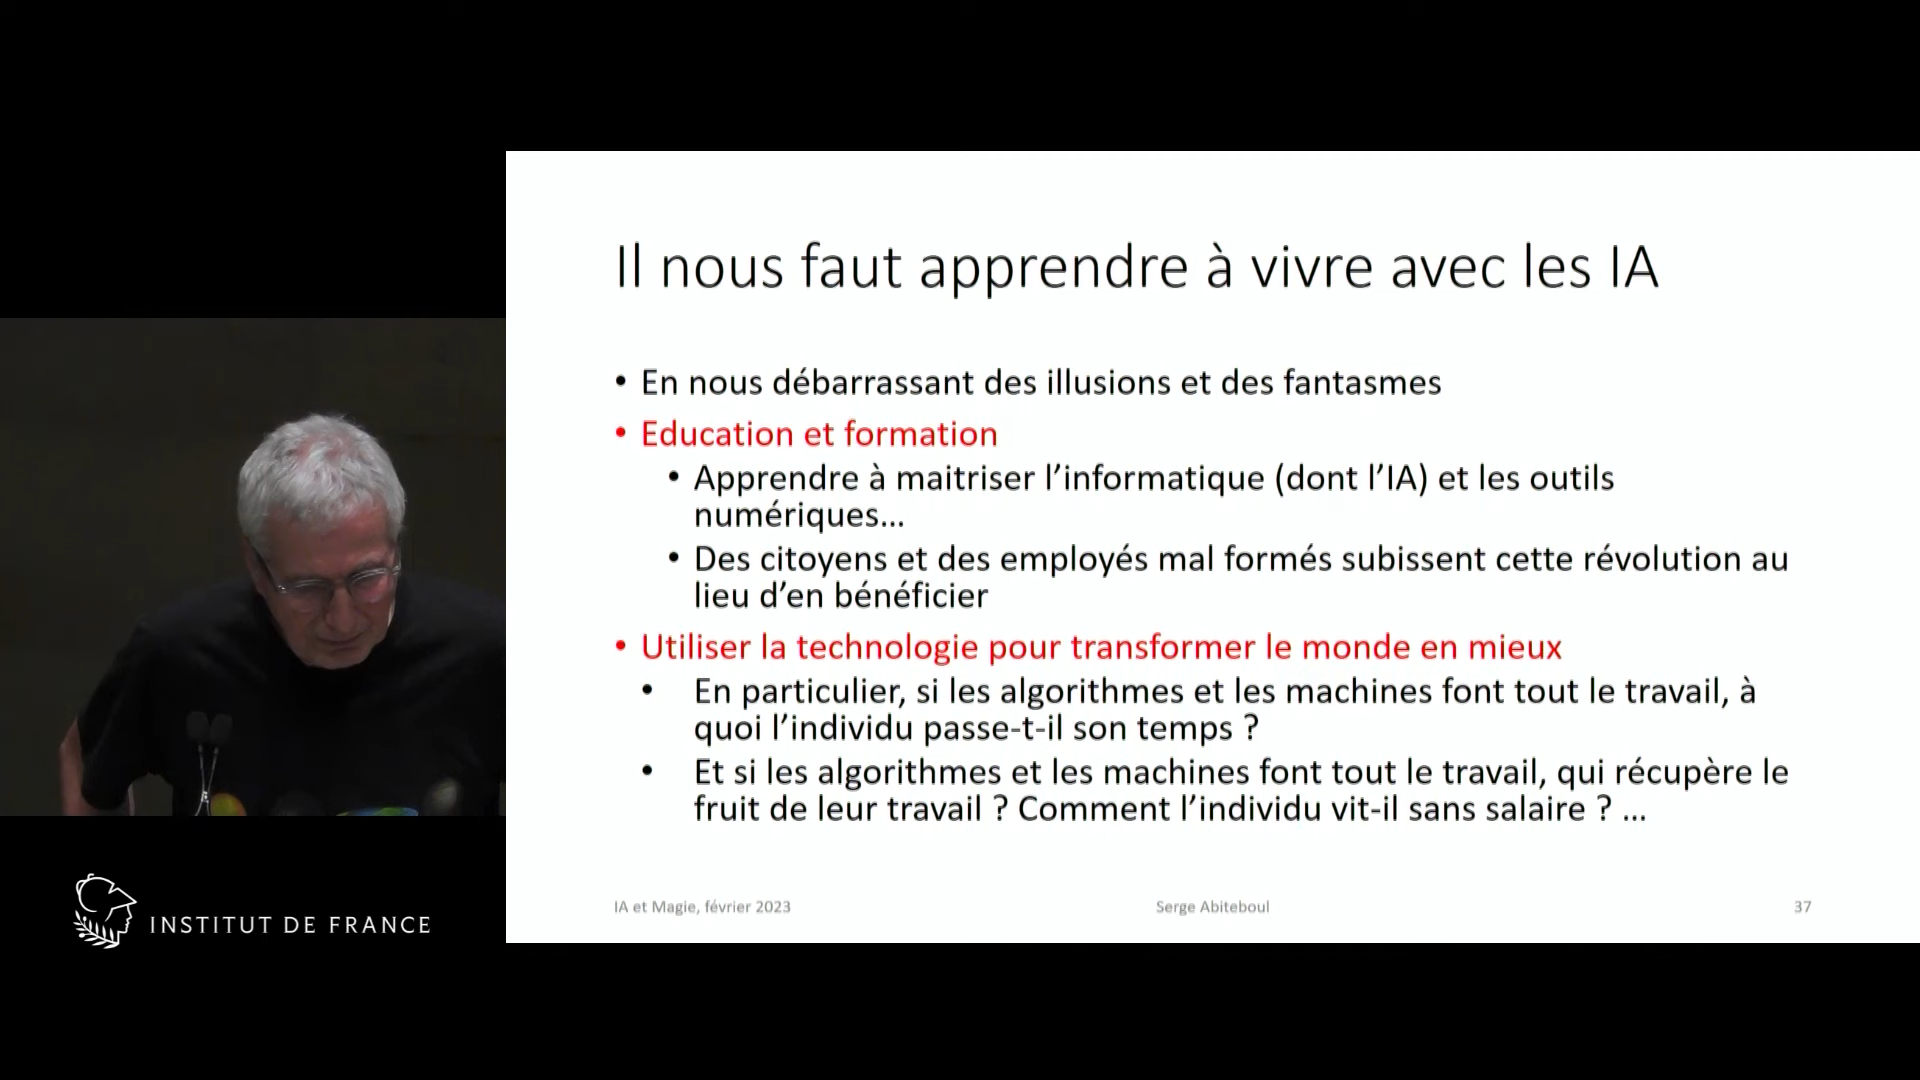 Il nous faut apprendre à vivre avec les IA
• En nous débarrassant des illusions et des fantasmes
• Education et formation
• Apprendre à maitriser l’informatique (dont l’IA) et les outils
numériques…
• Des citoyens et des employés mal formés subissent cette révolution au
lieu d’en bénéficier
• Utiliser la technologie pour transformer le monde en mieux
• En particulier, si les algorithmes et les machines font tout le travail, à
quoi l’individu passe-t-il son temps ?
• Et si les algorithmes et les machines font tout le travail, qui récupère le
fruit de leur travail ? Comment l’individu vit-il sans salaire ? …
IA et Magie, février 2023
Serge Abiteboul
37
INSTITUT DE FRANCE